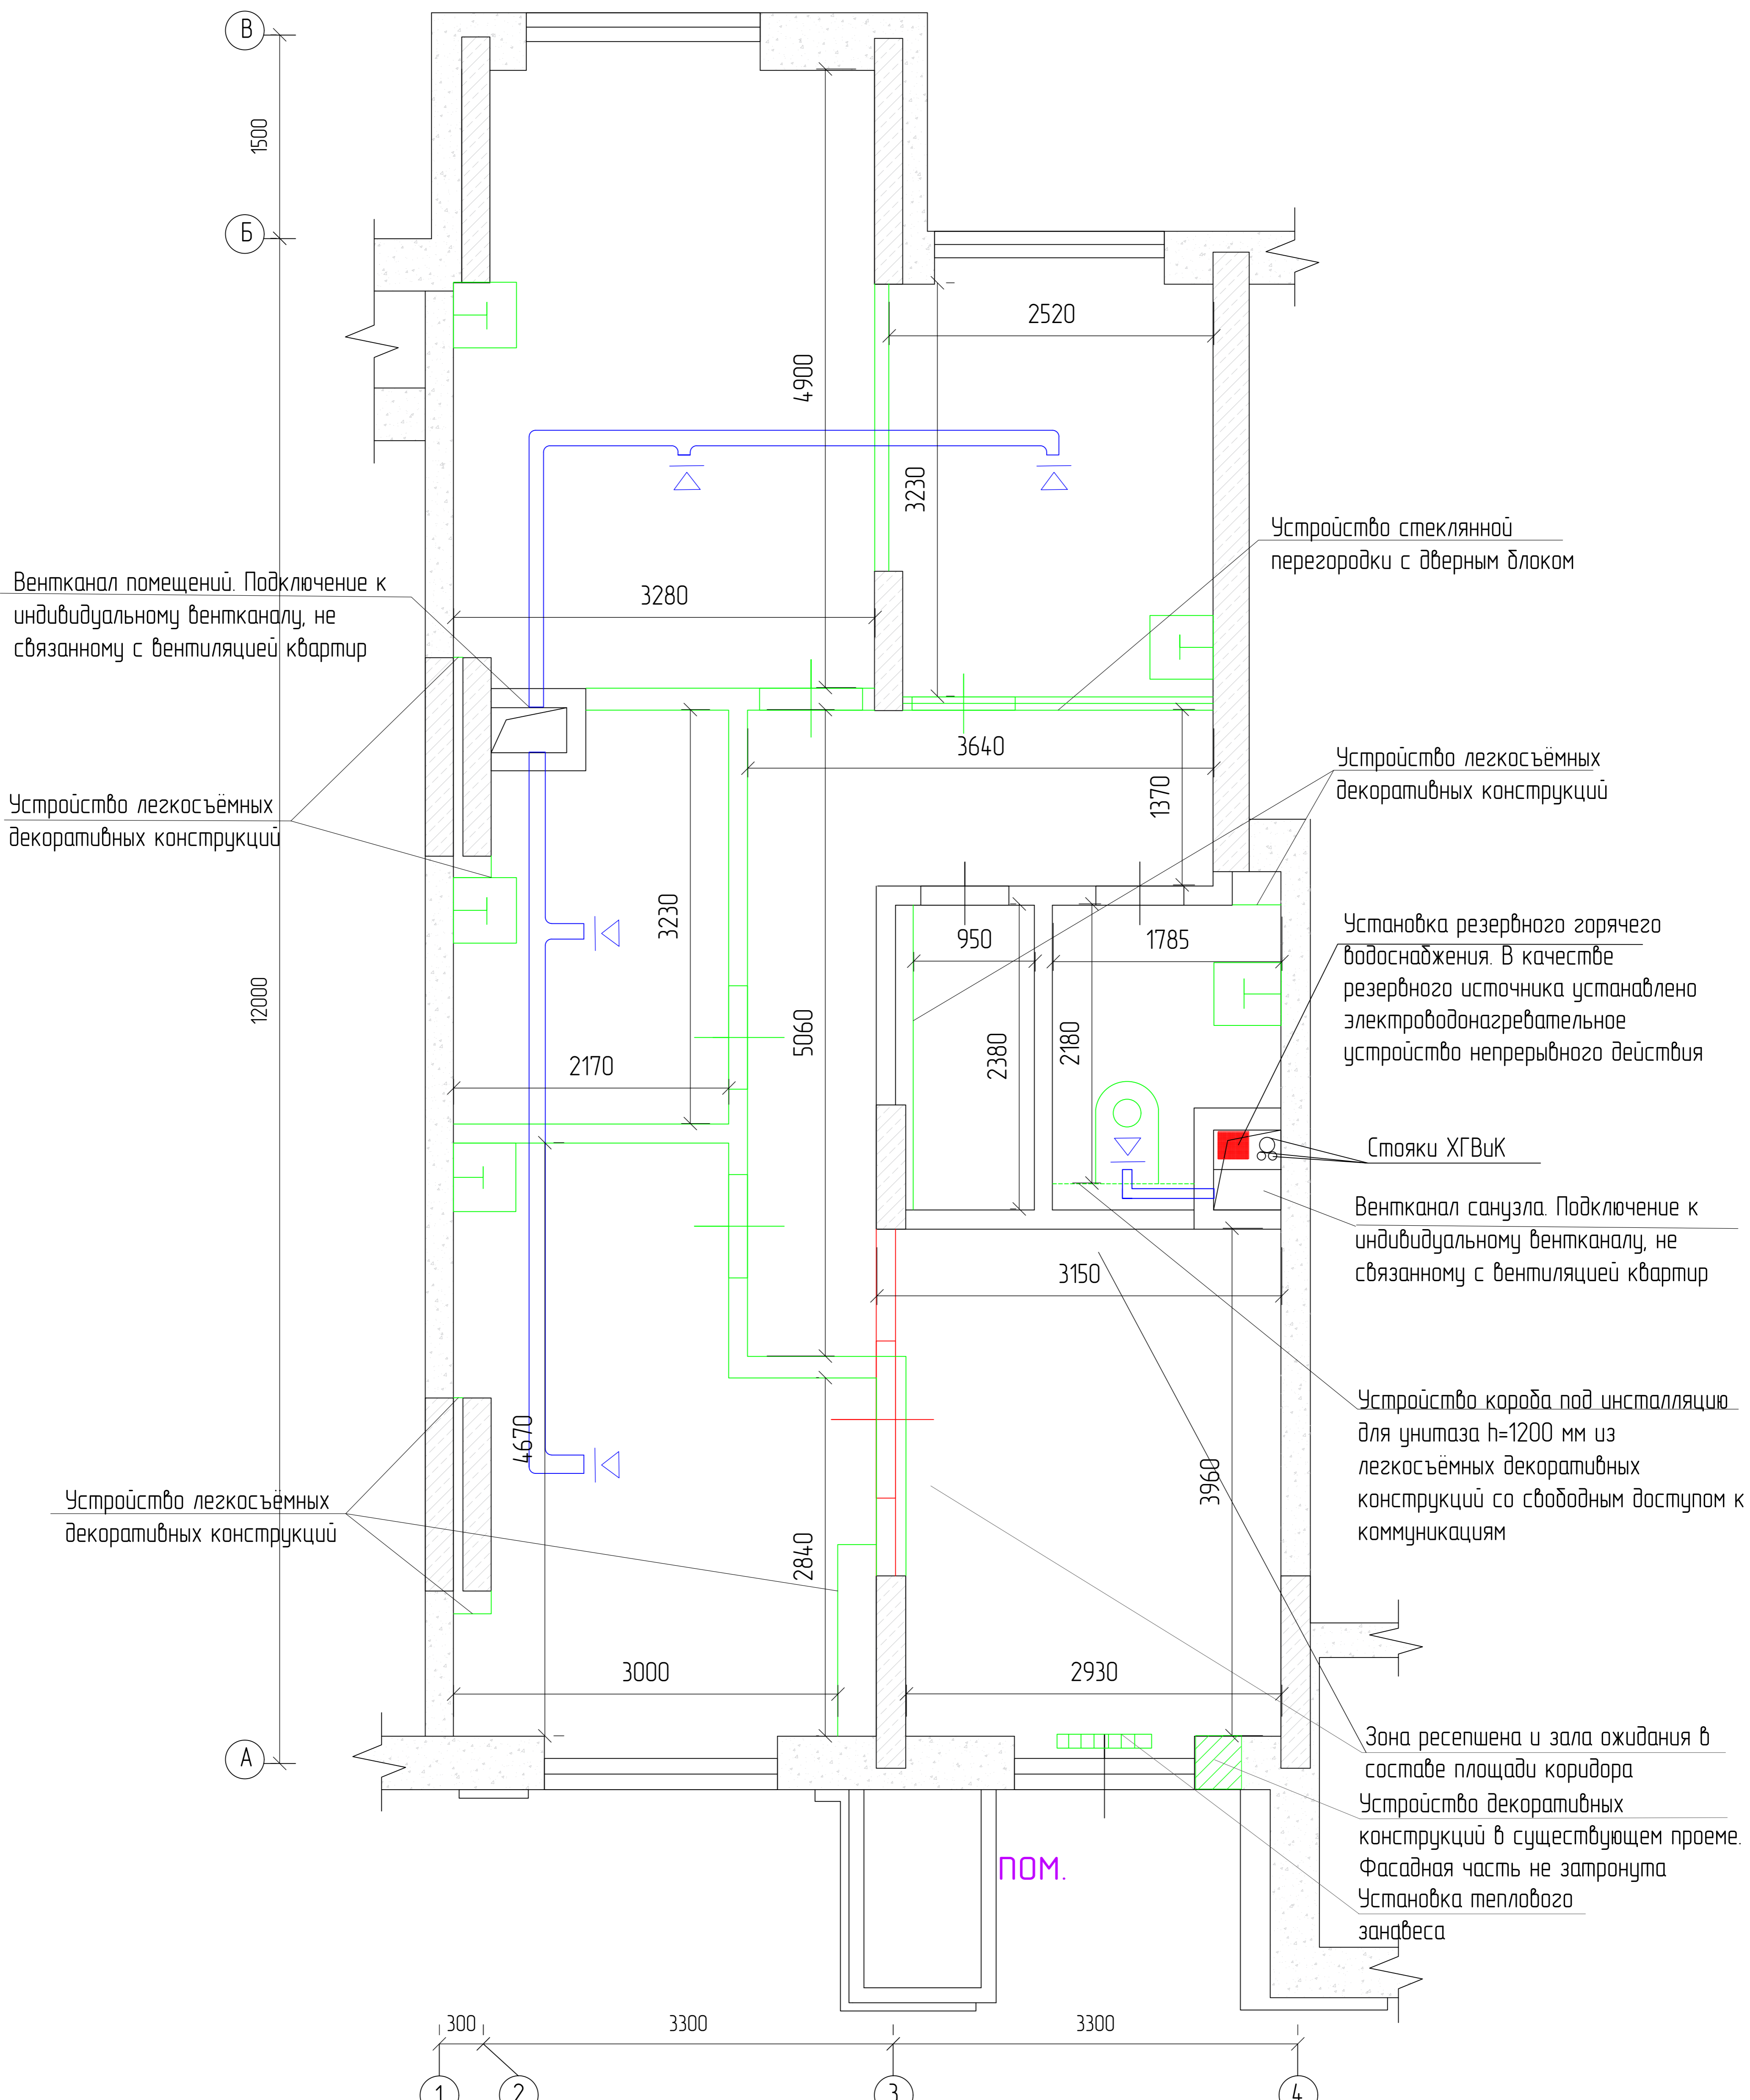 В
1500
Б
2520
4900
3230
Устройство стеклянной
перегородки с дверным блоком
Вентканал помещений. Подключение к
индивидуальному вентканалу, не
связанному с вентиляцией квартир
3280
3640
1370
Устройство легкосъёмных
декоративных конструкций
Устройство легкосъёмных
декоративных конструкций
3230
950
1785
Установка резервного горячего
водоснабжения. В качестве
резервного источника устанавлено
электроводонагревательное
устройство непрерывного действия
12000
5060
2380
2180
2170
Стояки ХГВиК
Вентканал санузла. Подключение к
индивидуальному вентканалу, не
связанному с вентиляцией квартир
3150
Устройство короба под инсталляцию
для унитаза h=1200 мм из
легкосъёмных декоративных
конструкций со свободным доступом к
коммуникациям
4670
3960
Устройство легкосъёмных
декоративных конструкций
2840
3000
2930
Зона ресепшена и зала ожидания в
составе площади коридора
А
Устройство декоративных
конструкций в существующем проеме.
Фасадная часть не затронута
пом.
Установка теплового
занавеса
300
3300
3300
1
2
3
4